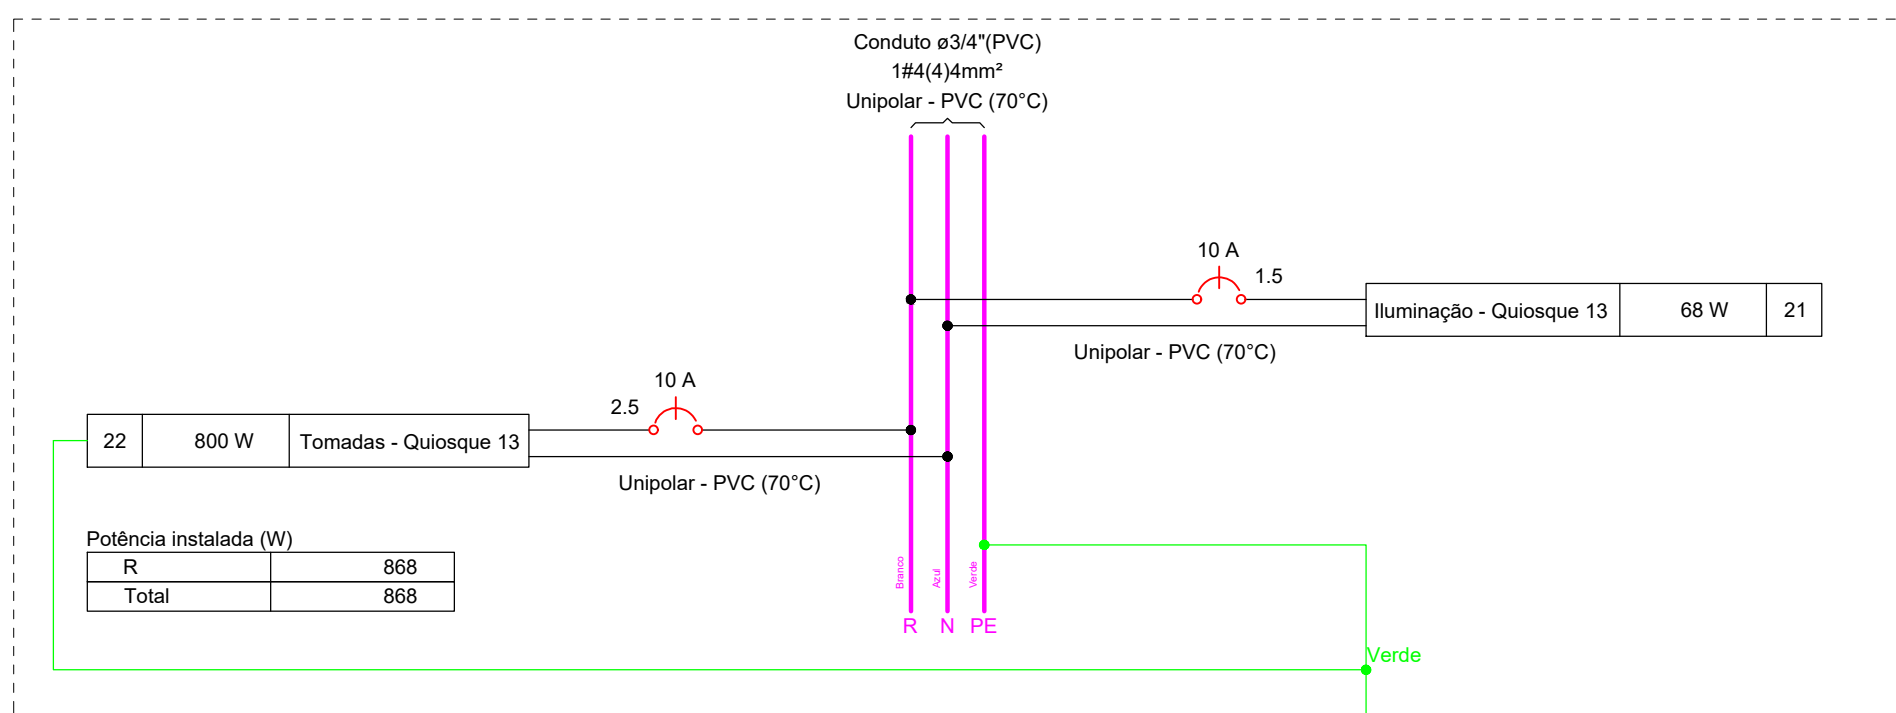 Conduto ø3/4"(PVC)
1#4(4)4mm²
Unipolar - PVC (70°C)
10 A
1.5
Iluminação - Quiosque 13 68 W 21
Unipolar - PVC (70°C)
10 A
2.5
22 800 W Tomadas - Quiosque 13
Unipolar - PVC (70°C)
Potência instalada (W)
R 868
Total 868
Branco
Azul
Verde
R N PE
Verde